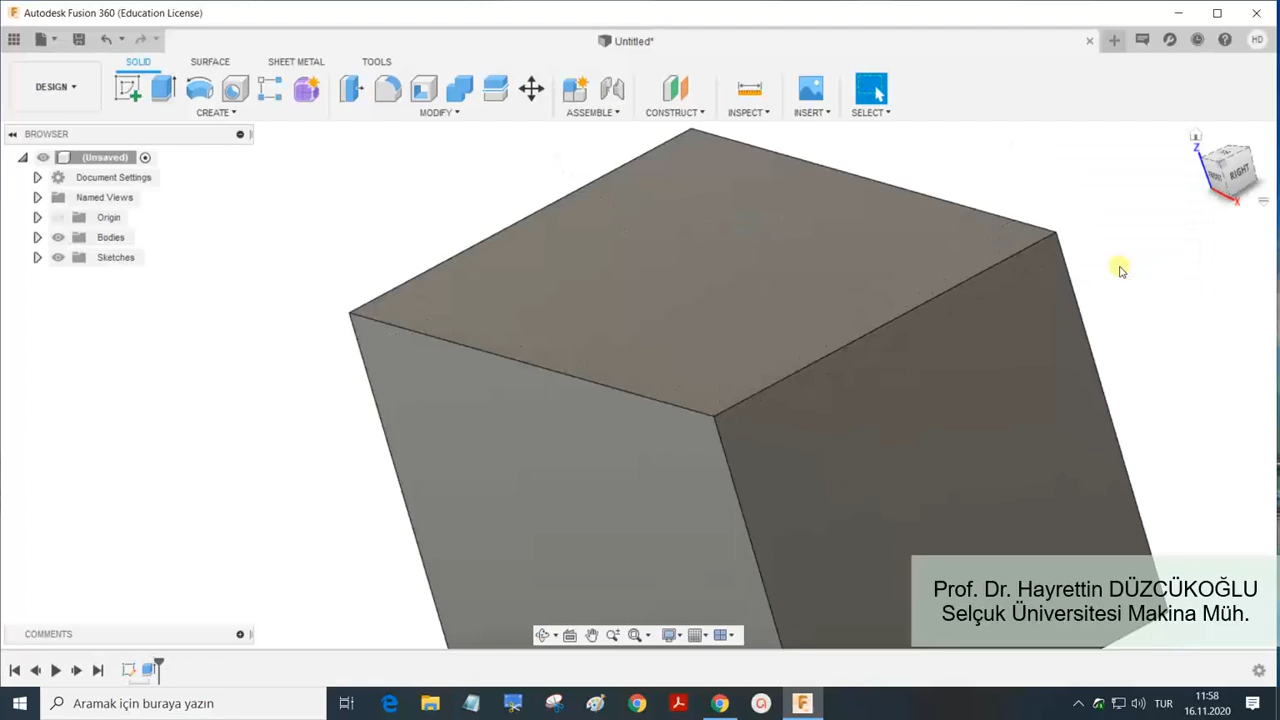 Autodesk Fusion 360 (Education License)
Untitled*
HD
DESIGN
SOLID
SURFACE
SHEET METAL
TOOLS
CREATE
MODIFY
ASSEMBLE
CONSTRUCT
INSPECT
INSERT
SELECT
BROWSER
(Unsaved)
Document Settings
Named Views
Origin
Bodies
Sketches
Z
RIGHT
X
Prof. Dr. Hayrettin DÜZCÜKOĞLU
Selçuk Üniversitesi Makina Müh.
COMMENTS
Aramak için buraya yazın
TUR
11:58
16.11.2020